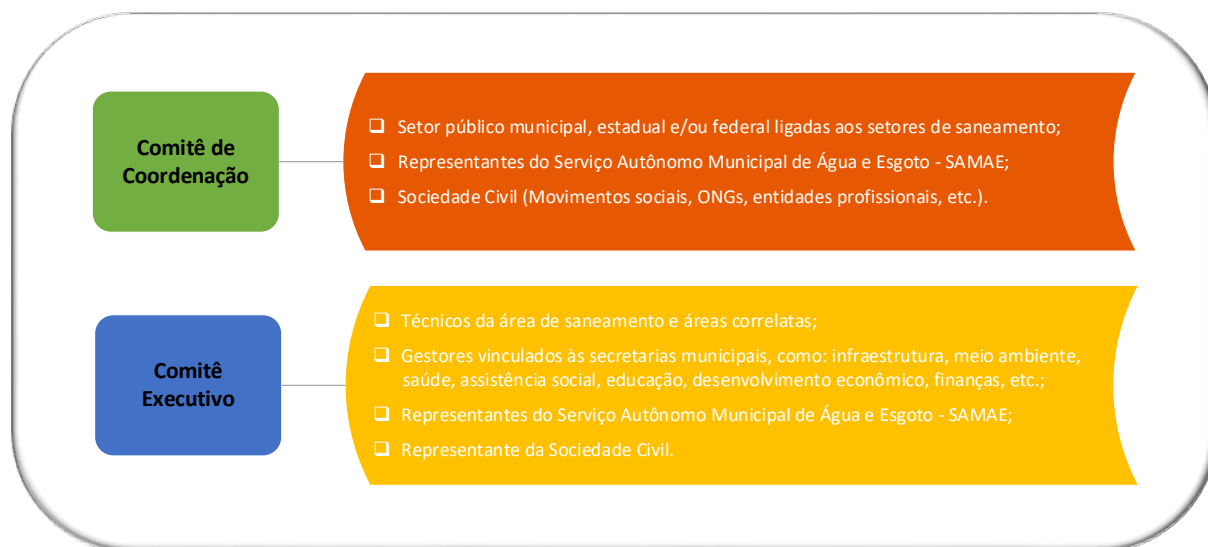 Comitê de
Coordenação
❑ Setor público municipal, estadual e/ou federal ligadas aos setores de saneamento;
❑ Representantes do Serviço Autônomo Municipal de Água e Esgoto - SAMAE;
❑ Sociedade Civil (Movimentos sociais, ONGs, entidades profissionais, etc.).
Comitê
Executivo
❑ Técnicos da área de saneamento e áreas correlatas;
❑ Gestores vinculados às secretarias municipais, como: infraestrutura, meio ambiente,
saúde, assistência social, educação, desenvolvimento econômico, finanças, etc.;
❑ Representantes do Serviço Autônomo Municipal de Água e Esgoto - SAMAE;
❑ Representante da Sociedade Civil.